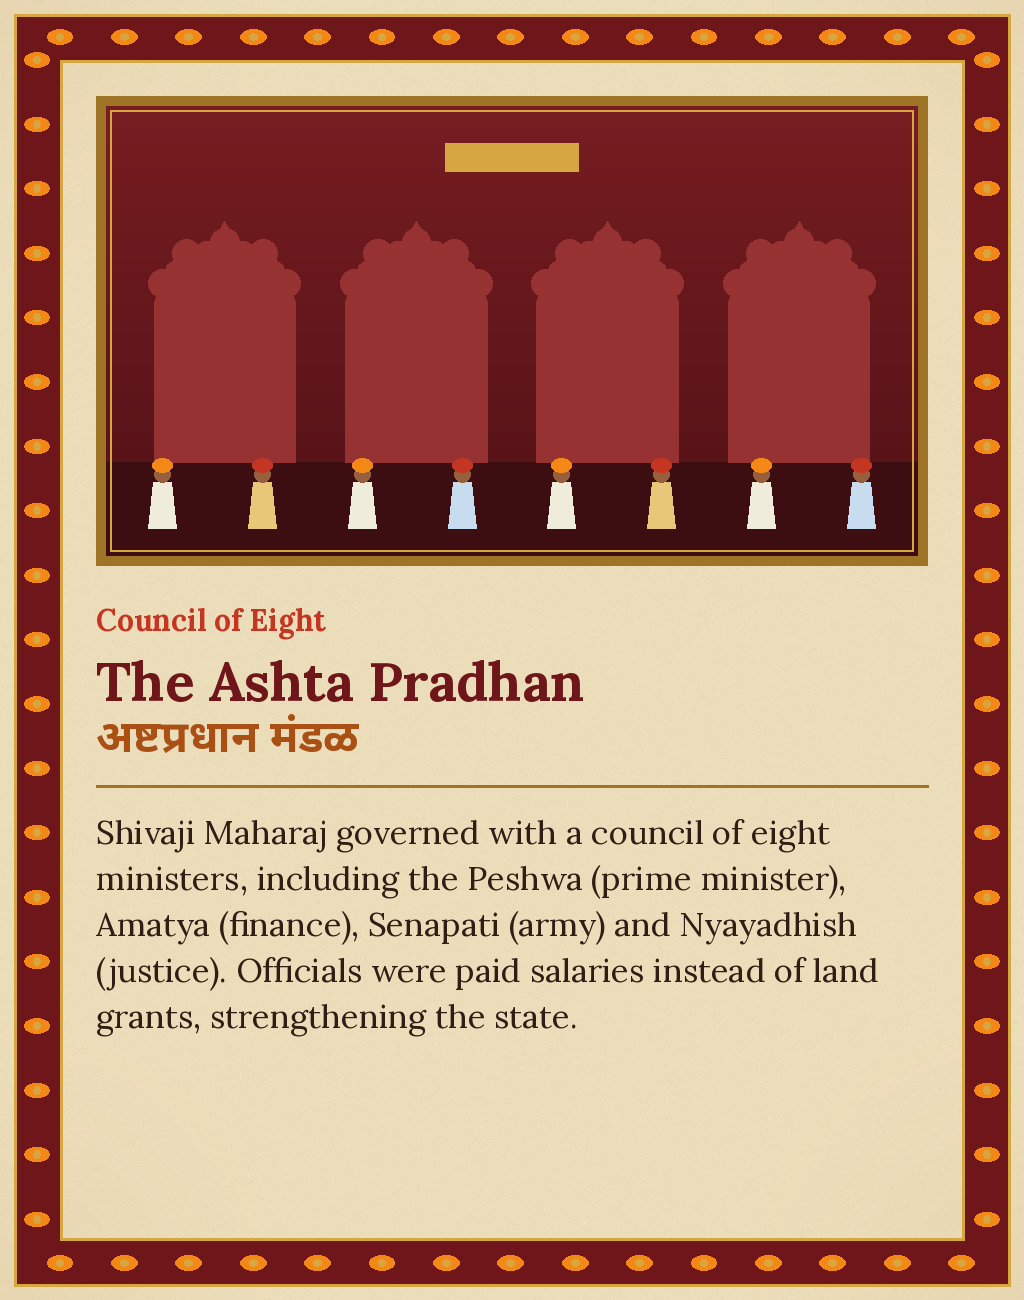 Council of Eight
The Ashta Pradhan
अष्टप्रधान मंडळ
Shivaji Maharaj governed with a council of eight
ministers, including the Peshwa (prime minister),
Amatya (finance), Senapati (army) and Nyayadhish
(justice). Officials were paid salaries instead of land
grants, strengthening the state.